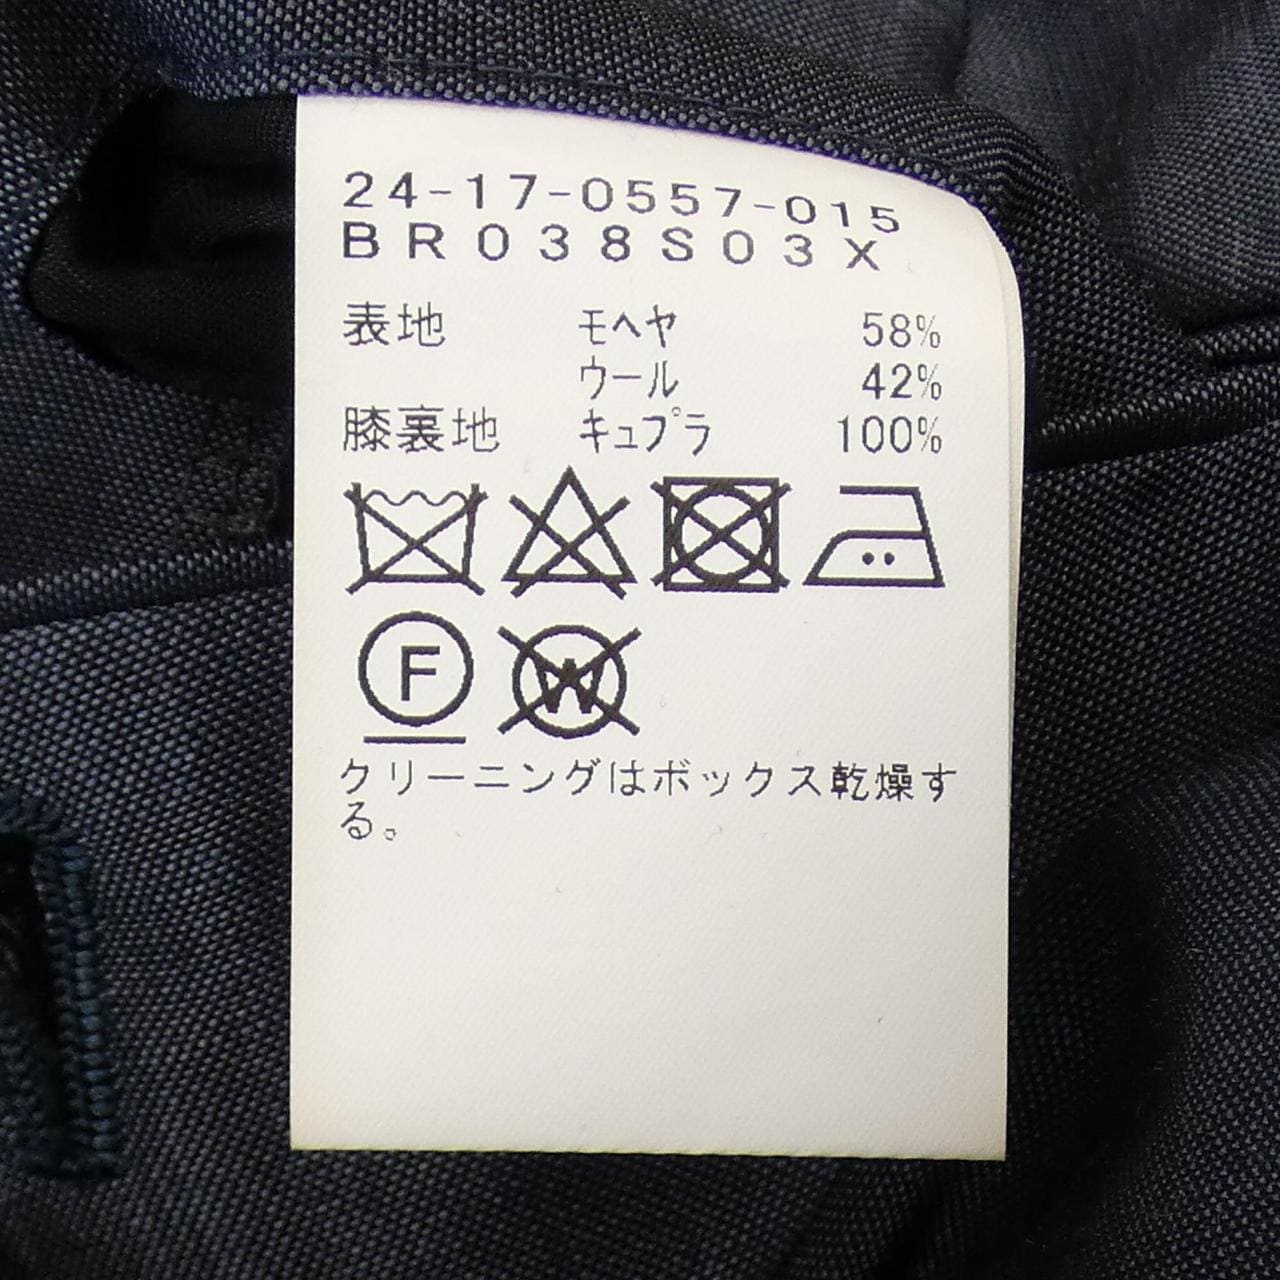 24-17-0557-015
BR038S03X
表地 モヘヤ 58%
ウール 42%
膝裏地 キュプラ 100%
F W
クリーニングはボックス乾燥す
る。